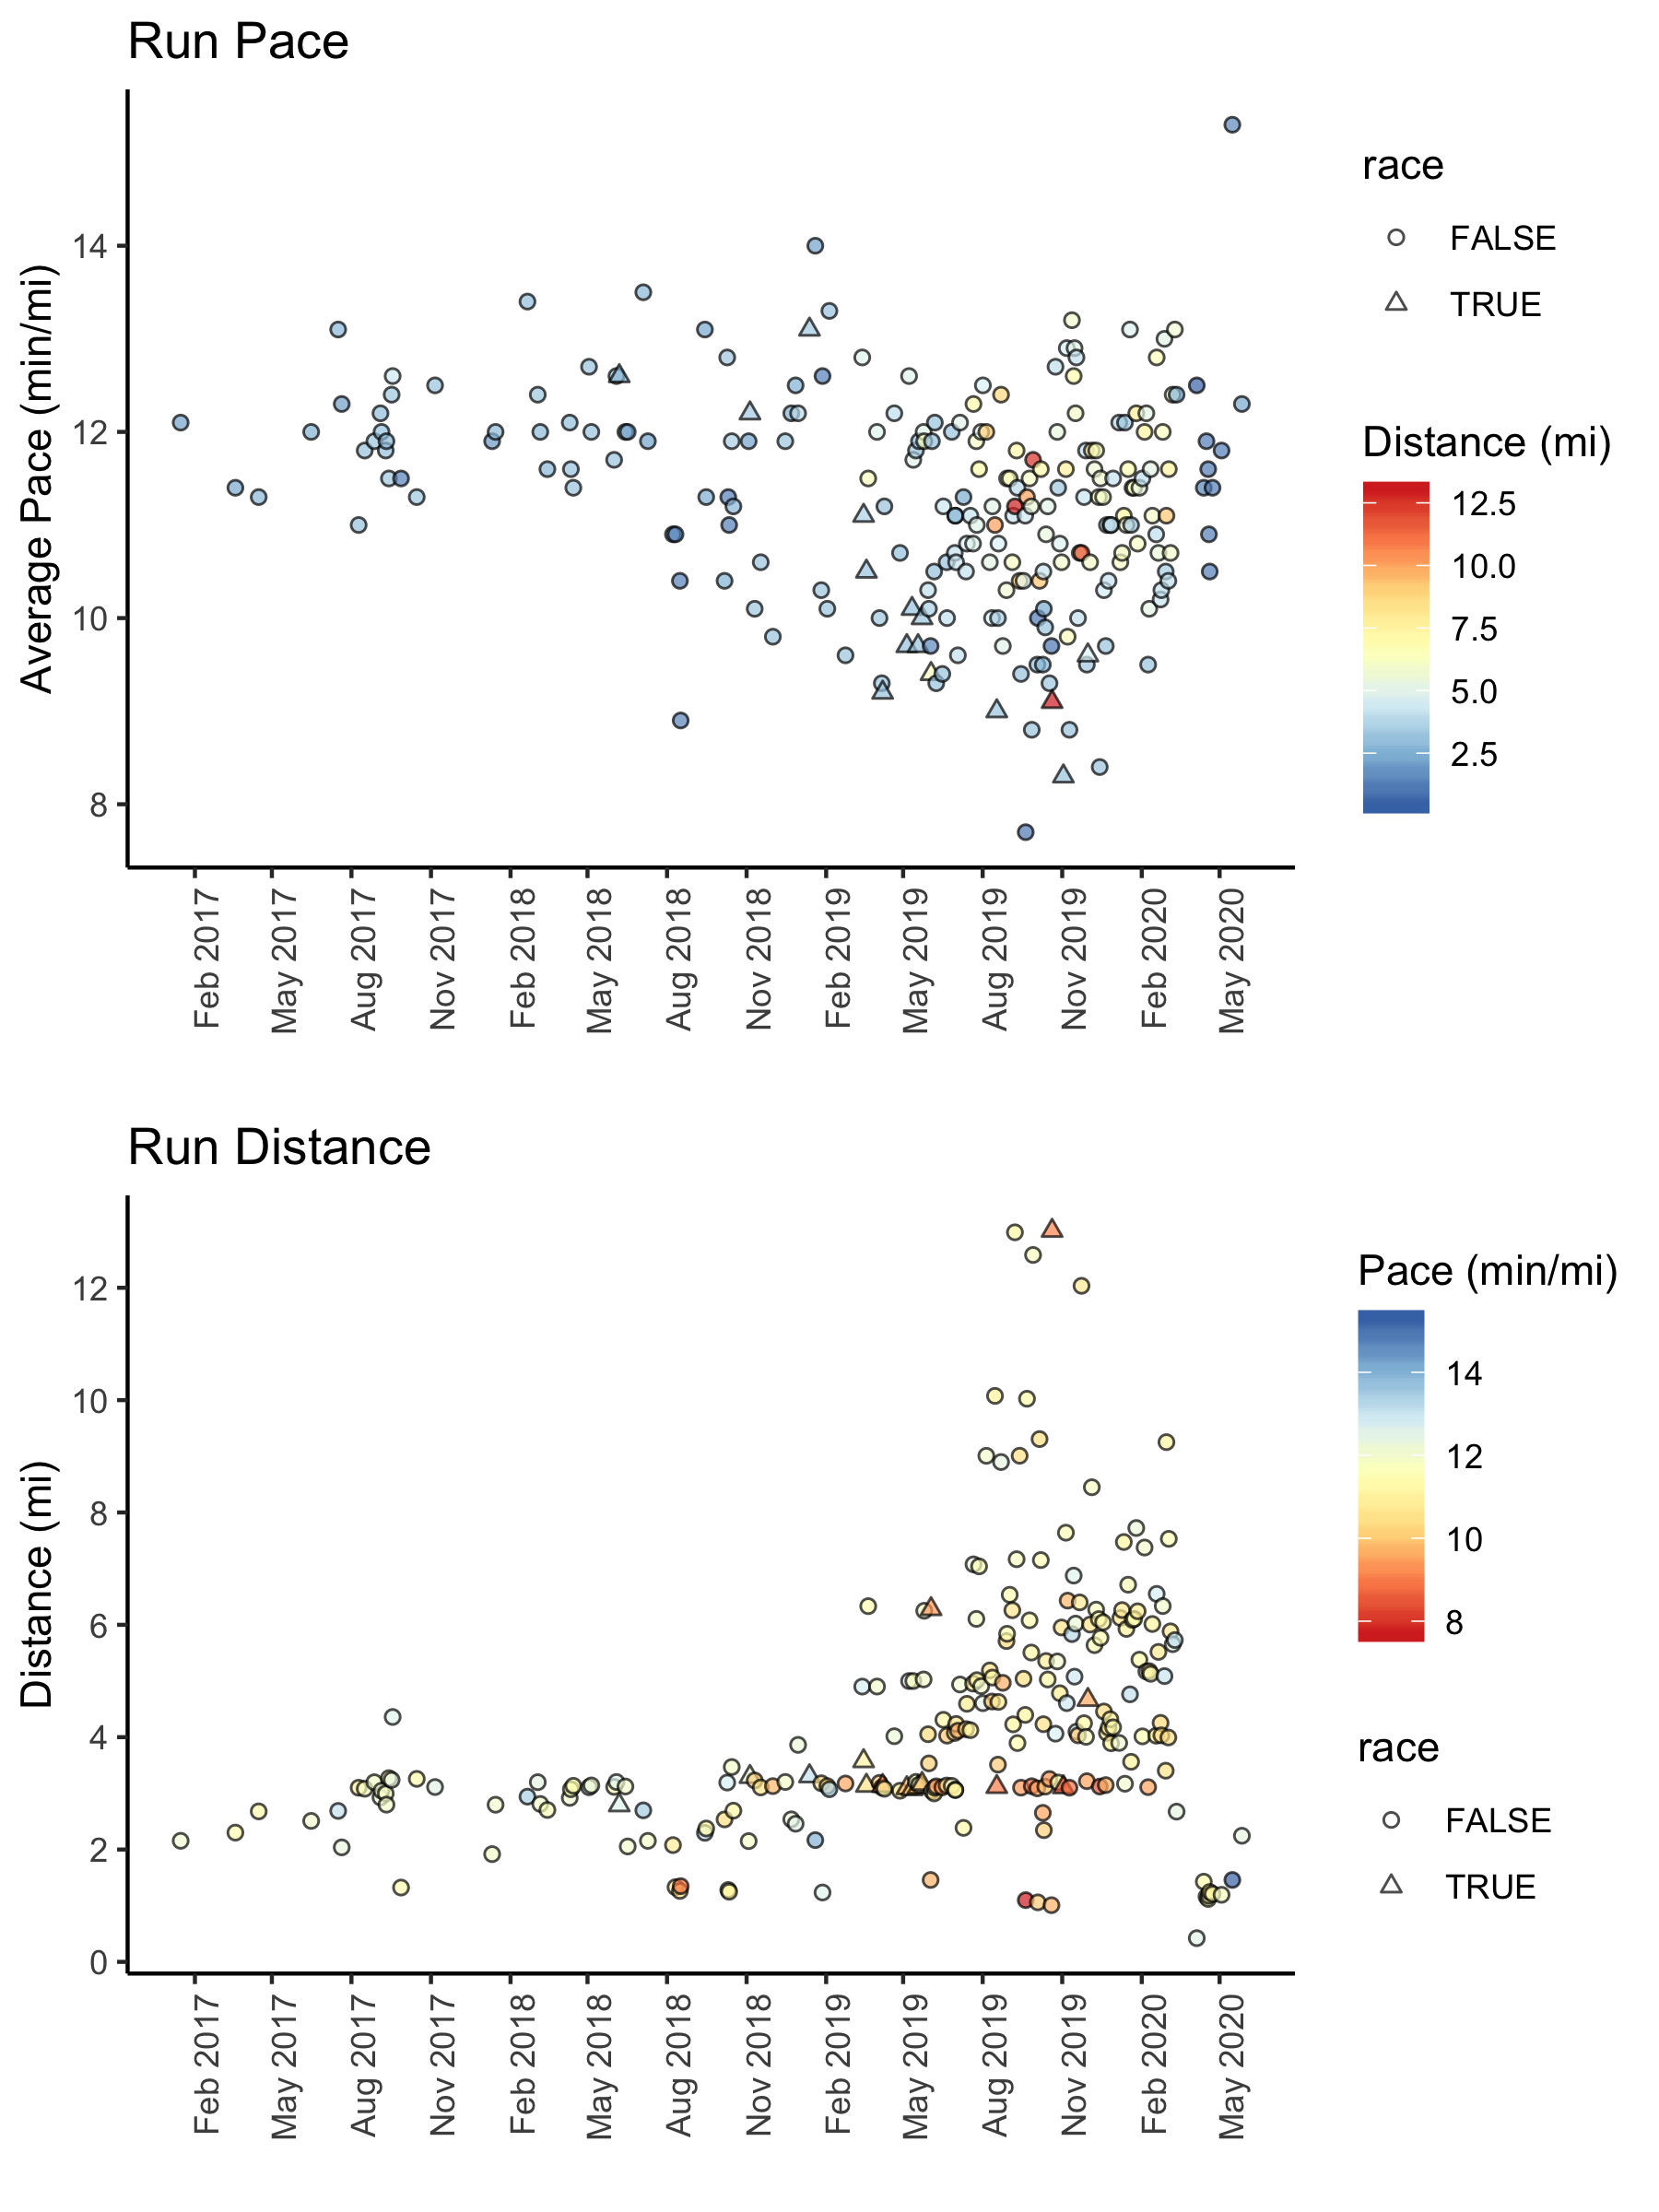 Run Pace
Average Pace (min/mi)
14
12
10
8
Feb 2017
May 2017
Aug 2017
Nov 2017
Feb 2018
May 2018
Aug 2018
Nov 2018
Feb 2019
May 2019
Aug 2019
Nov 2019
Feb 2020
May 2020
race
FALSE
TRUE
Distance (mi)
12.5
10.0
7.5
5.0
2.5
Run Distance
Distance (mi)
12
10
8
6
4
2
0
Feb 2017
May 2017
Aug 2017
Nov 2017
Feb 2018
May 2018
Aug 2018
Nov 2018
Feb 2019
May 2019
Aug 2019
Nov 2019
Feb 2020
May 2020
Pace (min/mi)
14
12
10
8
race
FALSE
TRUE